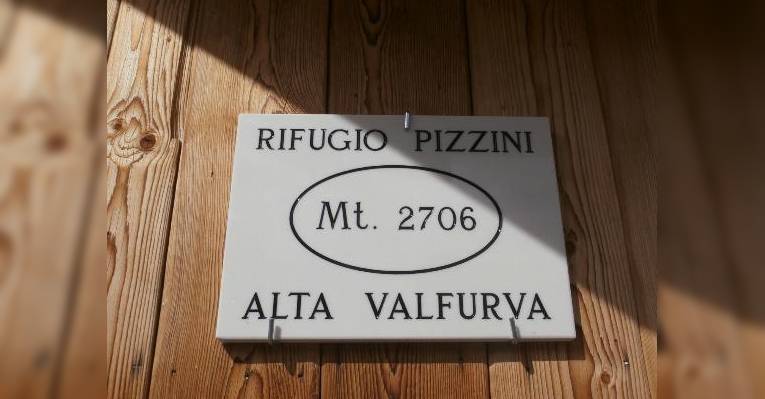 RIFUGIO PIZZINI
Mt. 2706
ALTA VALFURVA